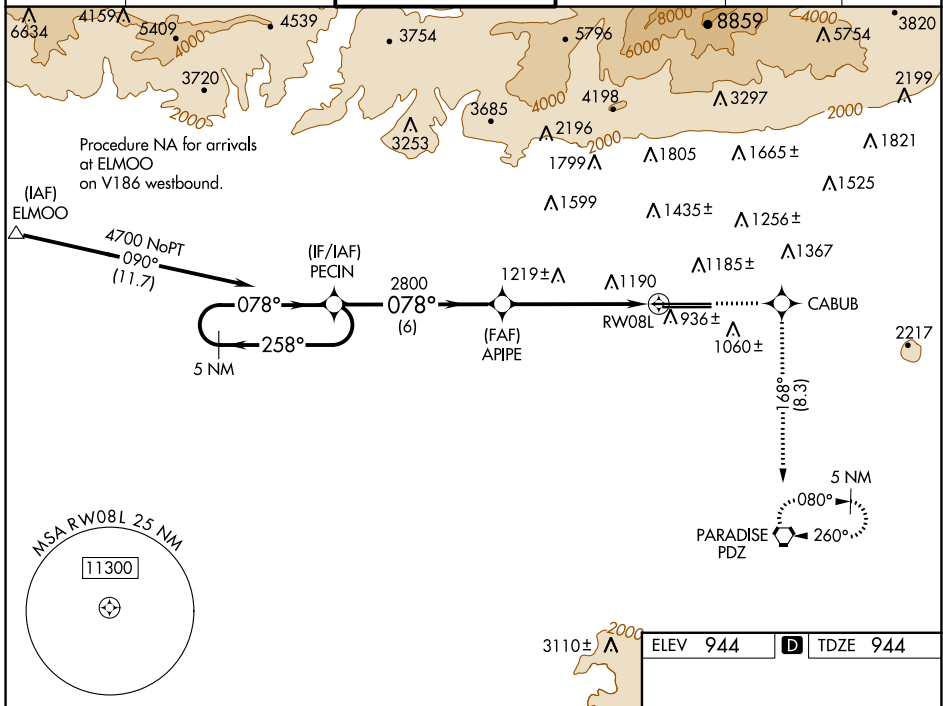 6634
4159
5409
4000
4539
3754
5796
8000
8859
6000
4000
5754
3820
3720
2000
3253
3685
4000
4198
2196
2000
3297
2000
2199
Procedure NA for arrivals
at ELMOO
on V186 westbound.
1799
1805
1665 ±
1821
1525
1599
1435 ±
1256 ±
1367
(IAF)
ELMOO
4700 NoPT
090°
(11.7)
(IF/IAF)
PECIN
078°
258°
5 NM
2800
078°
(6)
(FAF)
APIPE
1219 ±
1190
1185 ±
RW08L
936 ±
1060 ±
CABUB
2217
168°
(8.3)
5 NM
080°
260°
PARADISE
PDZ
MSA RW08L 25 NM
11300
3110 ±
2000
ELEV 944 D TDZE 944